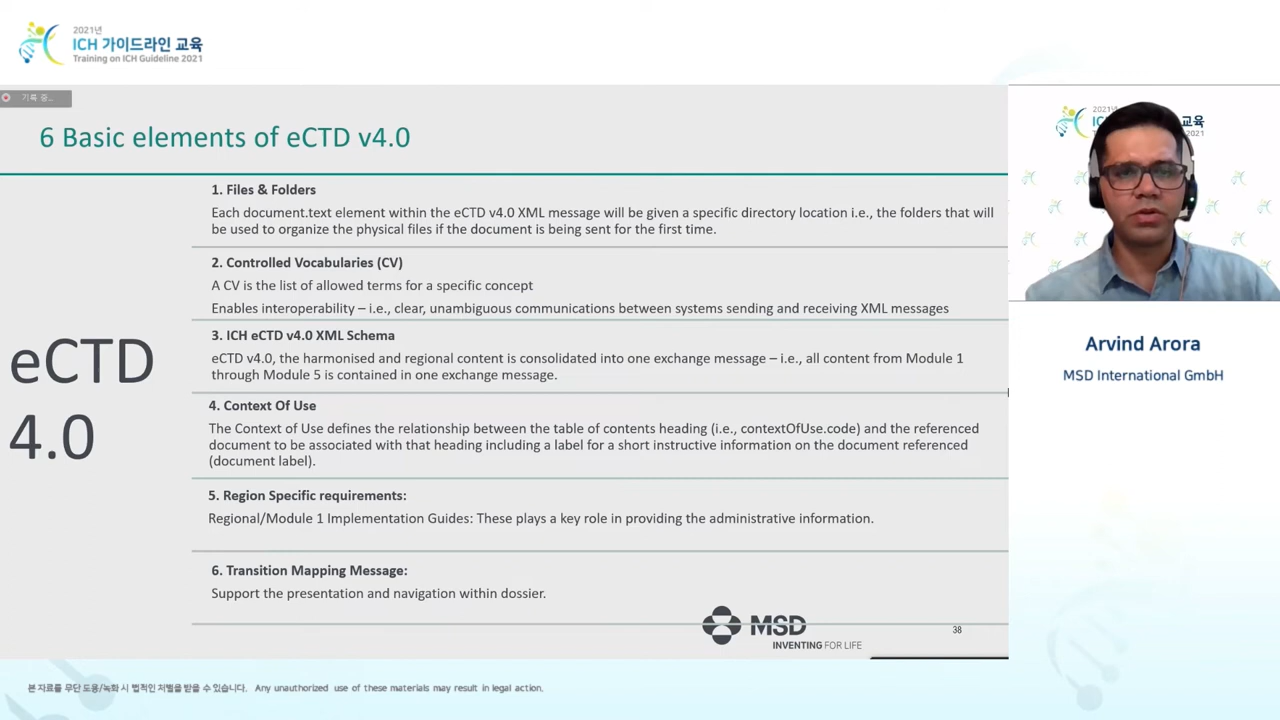 2021년
ICH 가이드라인 교육
Training on ICH Guideline 2021
기록 중...
6 Basic elements of eCTD v4.0
eCTD
4.0
1. Files & Folders
Each document.text element within the eCTD v4.0 XML message will be given a specific directory location i.e., the folders that will
be used to organize the physical files if the document is being sent for the first time.
2. Controlled Vocabularies (CV)
A CV is the list of allowed terms for a specific concept
Enables interoperability – i.e., clear, unambiguous communications between systems sending and receiving XML messages
3. ICH eCTD v4.0 XML Schema
eCTD v4.0, the harmonised and regional content is consolidated into one exchange message – i.e., all content from Module 1
through Module 5 is contained in one exchange message.
4. Context Of Use
The Context of Use defines the relationship between the table of contents heading (i.e., contextOfUse.code) and the referenced
document to be associated with that heading including a label for a short instructive information on the document referenced
(document label).
5. Region Specific requirements:
Regional/Module 1 Implementation Guides: These plays a key role in providing the administrative information.
6. Transition Mapping Message:
Support the presentation and navigation within dossier.
MSD
INVENTING FOR LIFE
38
2021
교육
2021
Arvind Arora
MSD International GmbH
본 자료를 무단 도용/녹화 시 법적인 처벌을 받을 수 있습니다. Any unauthorized use of these materials may result in legal action.